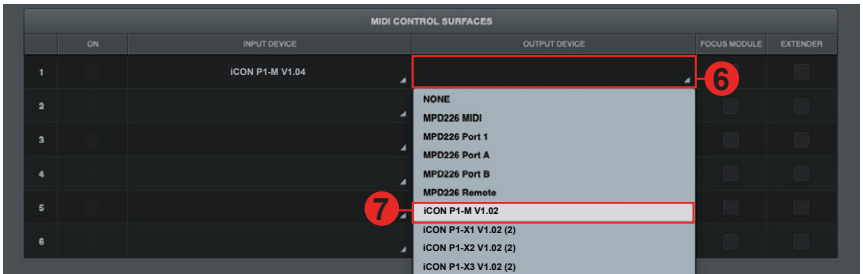 MIDI CONTROL SURFACES
ON INPUT DEVICE OUTPUT DEVICE FOCUS MODULE EXTENDER
1 iCON P1-M V1.04 6
NONE
2
MPD226 MIDI
MPD226 Port 1
3
MPD226 Port A
4 MPD226 Port B
MPD226 Remote
5 7 iCON P1-M V1.02
iCON P1-X1 V1.02 (2)
6 iCON P1-X2 V1.02 (2)
iCON P1-X3 V1.02 (2)